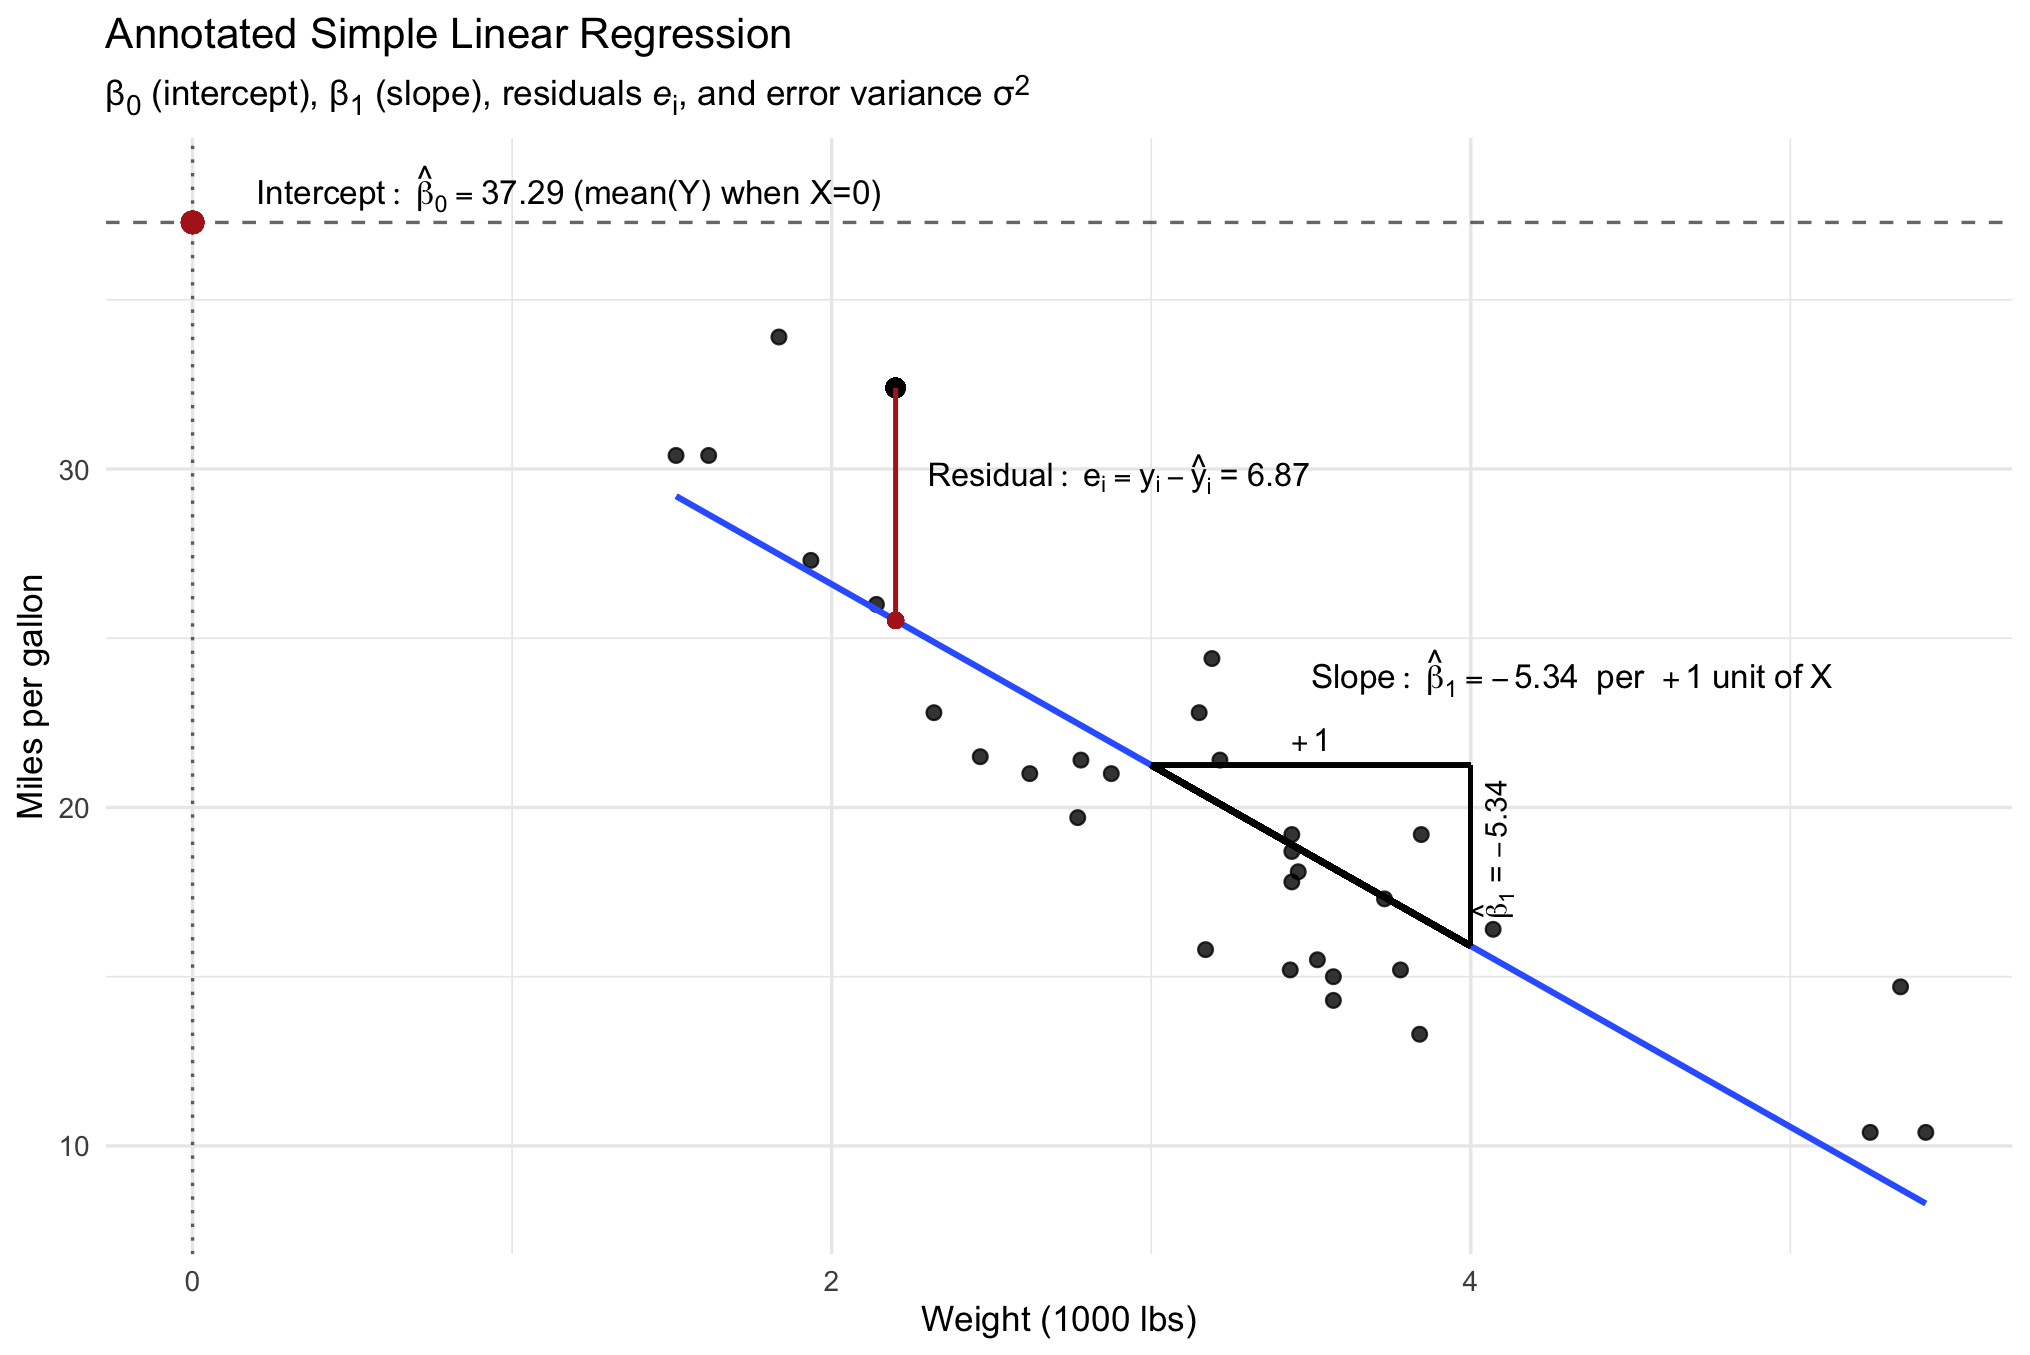 Annotated Simple Linear Regression
β₀ (intercept), β₁ (slope), residuals eᵢ, and error variance σ²
Intercept: β̂₀ = 37.29 (mean(Y) when X=0)
Residual: eᵢ = yᵢ − ŷᵢ = 6.87
Slope: β̂₁ = −5.34 per +1 unit of X
+1
β̂₁ = −5.34
Miles per gallon
30
20
10
0
2
4
Weight (1000 lbs)